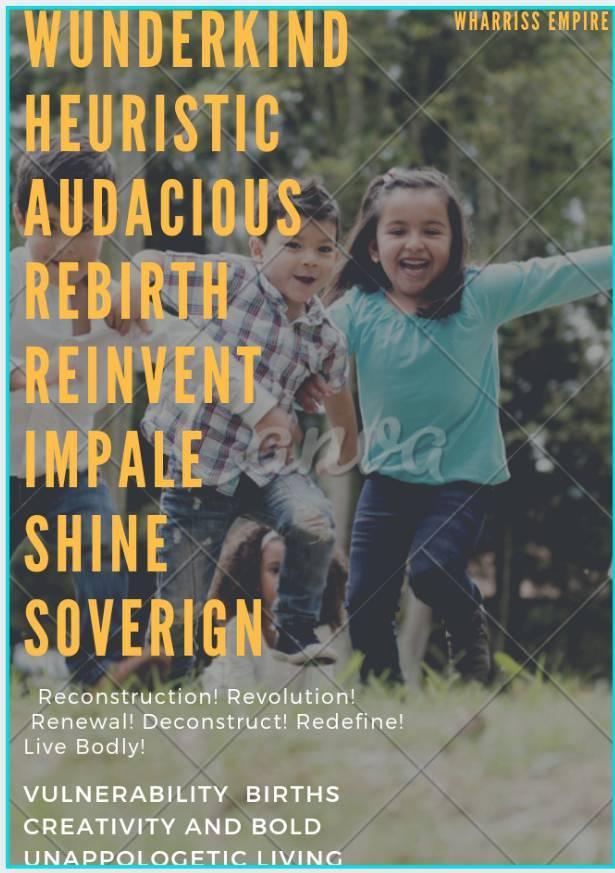 WHARRISS EMPIRE
WUNDERKIND
HEURISTIC
AUDACIOUS
REBIRTH
REINVENT
IMPALE
SHINE
SOVERIGN
canva
Reconstruction! Revolution!
Renewal! Deconstruct! Redefine!
Live Bodly!
VULNERABILITY BIRTHS
CREATIVITY AND BOLD
UNAPPOLOGETIC LIVING